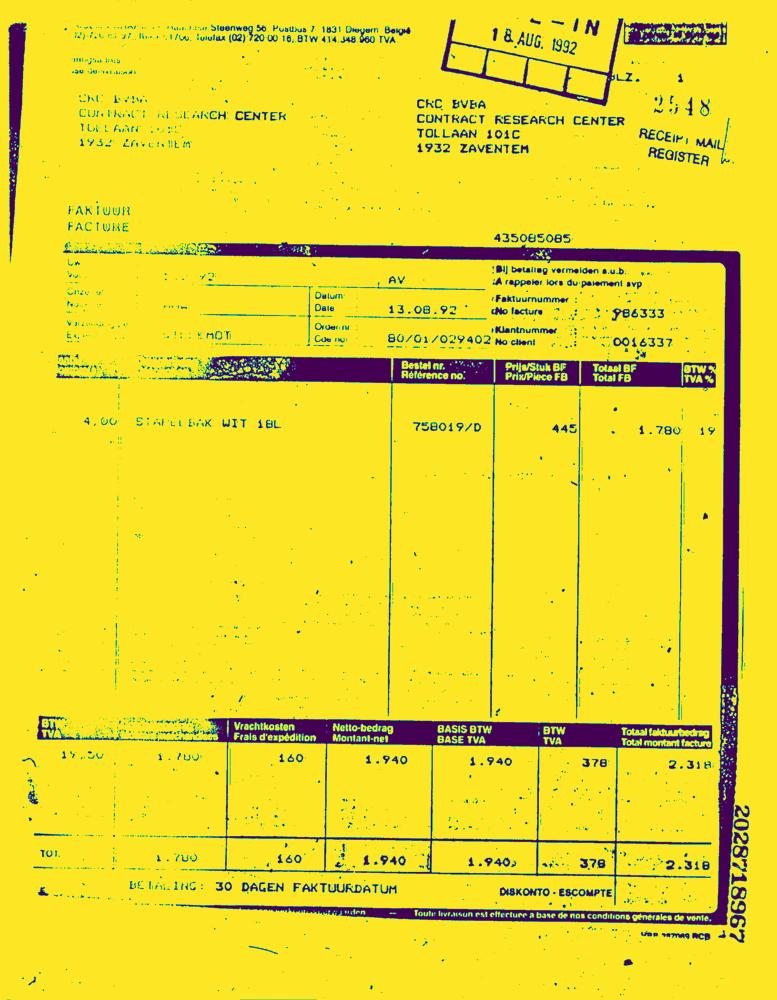 Steenweg 56, Postbus 7 1831 Diegem België
Telefax (02) 720 00 16, BTW 414.348.960 TVA
IN
18 AUG. 1992
BLZ. 1
2548
RECEIPT MAIL
REGISTER
CRC BVBA
CONTRACT RESEARCH CENTER
TOLLAAN 101C
1932 ZAVENTEM
CRC BVBA
CONTRACT RESEARCH CENTER
TOLLAAN 101C
1932 ZAVENTEM
FAKTUUR
FACTURE
435085085
AV
Bij betaling vermelden a.u.b.
A rappeler lors du paiement svp
Datum
Date
13.08.92
Faktuurnummer :
No facture :
986333
Order nr
Cde no
80/01/029402
Klantnummer
No client :
0016337
Bestel nr.
Référence no.
Prijs/Stuk BF
Prix/Piece FB
Totaal BF
Total FB
BTW %
TVA %
4,00 STAPELBAK WIT 1BL 758019/D 445 1.780 19
BTW
TVA
Vrachtkosten
Frais d'expédition
Netto-bedrag
Montant-net
BASIS BTW
BASE TVA
BTW
TVA
Totaal faktuurbedrag
Total montant facture
19,50 1.780 160 1.940 1.940 378 2.318
TOT. 1.780 160 1.940 1.940 378 2.318
BETALING: 30 DAGEN FAKTUURDATUM
DISKONTO - ESCOMPTE
Toute livraison est effectuée à base de nos conditions générales de vente.
RCB
2028718967